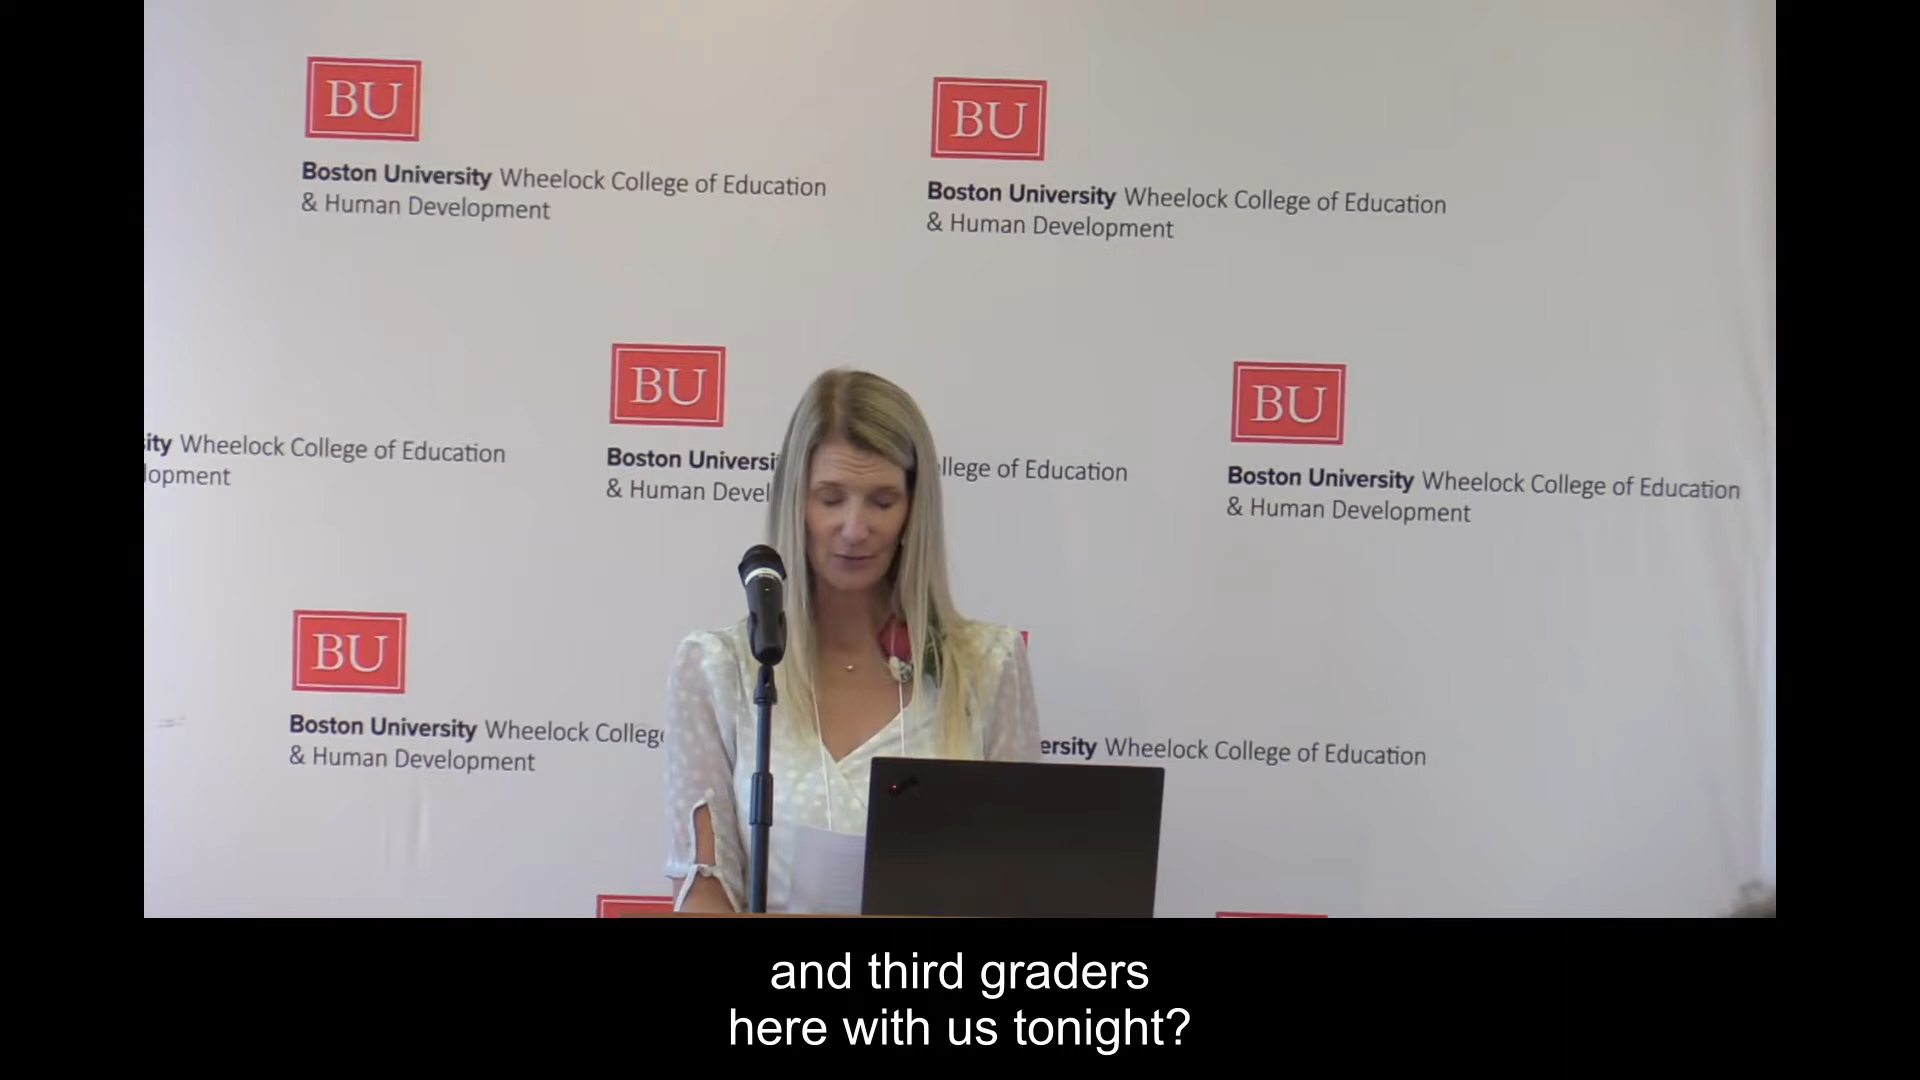 BU
Boston University Wheelock College of Education
& Human Development
BU
Boston University Wheelock College of Education
& Human Development
ity Wheelock College of Education
lopment
BU
Boston Universi
& Human Devel
llege of Education
BU
Boston University Wheelock College of Education
& Human Development
BU
Boston University Wheelock College
& Human Development
ersity Wheelock College of Education
and third graders
here with us tonight?